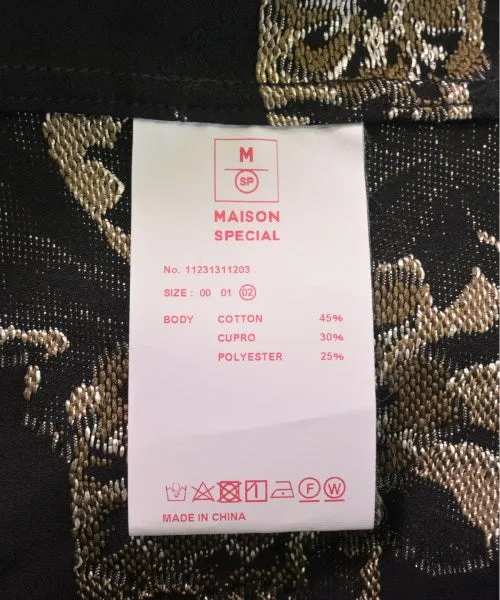 M
SP
MAISON
SPECIAL
No. 11231311203
SIZE : 00 01 02
BODY COTTON 45%
CUPRO 30%
POLYESTER 25%
F W
MADE IN CHINA